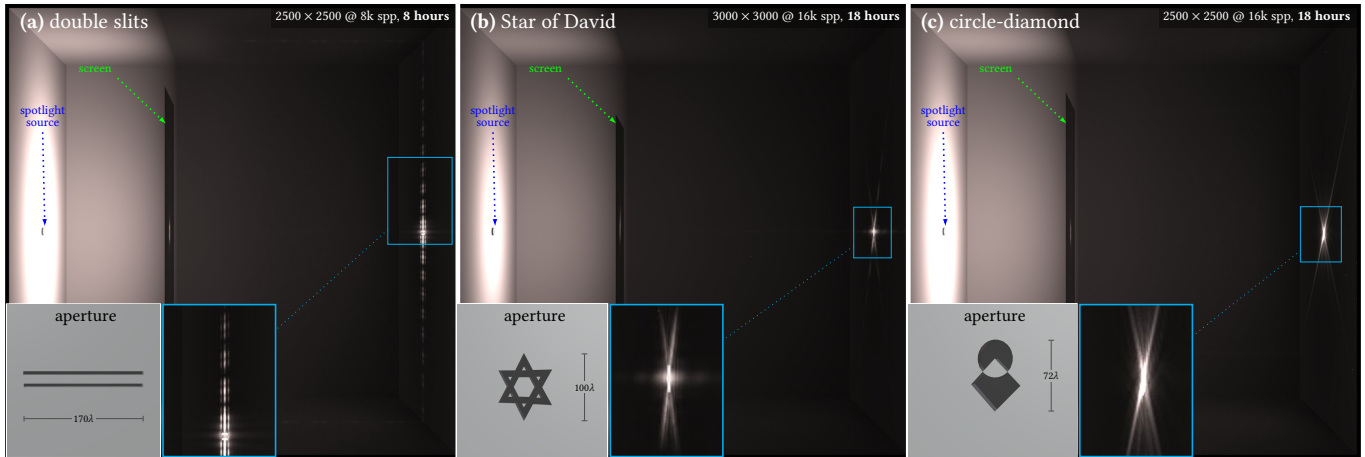 (a) double slits
2500 × 2500 @ 8k spp, 8 hours
screen
spotlight
source
aperture
170λ
(b) Star of David
3000 × 3000 @ 16k spp, 18 hours
screen
spotlight
source
aperture
100λ
(c) circle-diamond
2500 × 2500 @ 16k spp, 18 hours
screen
spotlight
source
aperture
72λ